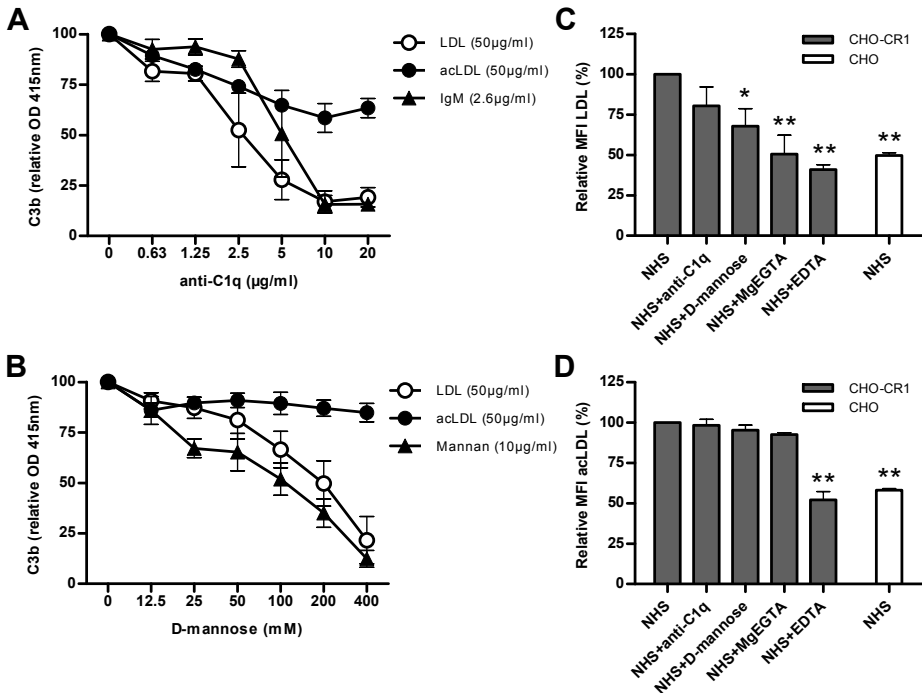 A
C3b (relative OD 415nm)
100
75
50
25
0
0 0.63 1.25 2.5 5 10 20
anti-C1q (µg/ml)
LDL (50µg/ml)
acLDL (50µg/ml)
IgM (2.6µg/ml)
B
C3b (relative OD 415nm)
100
75
50
25
0
0 12.5 25 50 100 200 400
D-mannose (mM)
LDL (50µg/ml)
acLDL (50µg/ml)
Mannan (10µg/ml)
C
Relative MFI LDL (%)
125
100
75
50
25
0
* ** ** **
NHS
NHS+anti-C1q
NHS+D-mannose
NHS+MgEGTA
NHS+EDTA
NHS
CHO-CR1
CHO
D
Relative MFI acLDL (%)
125
100
75
50
25
0
** **
NHS
NHS+anti-C1q
NHS+D-mannose
NHS+MgEGTA
NHS+EDTA
NHS
CHO-CR1
CHO